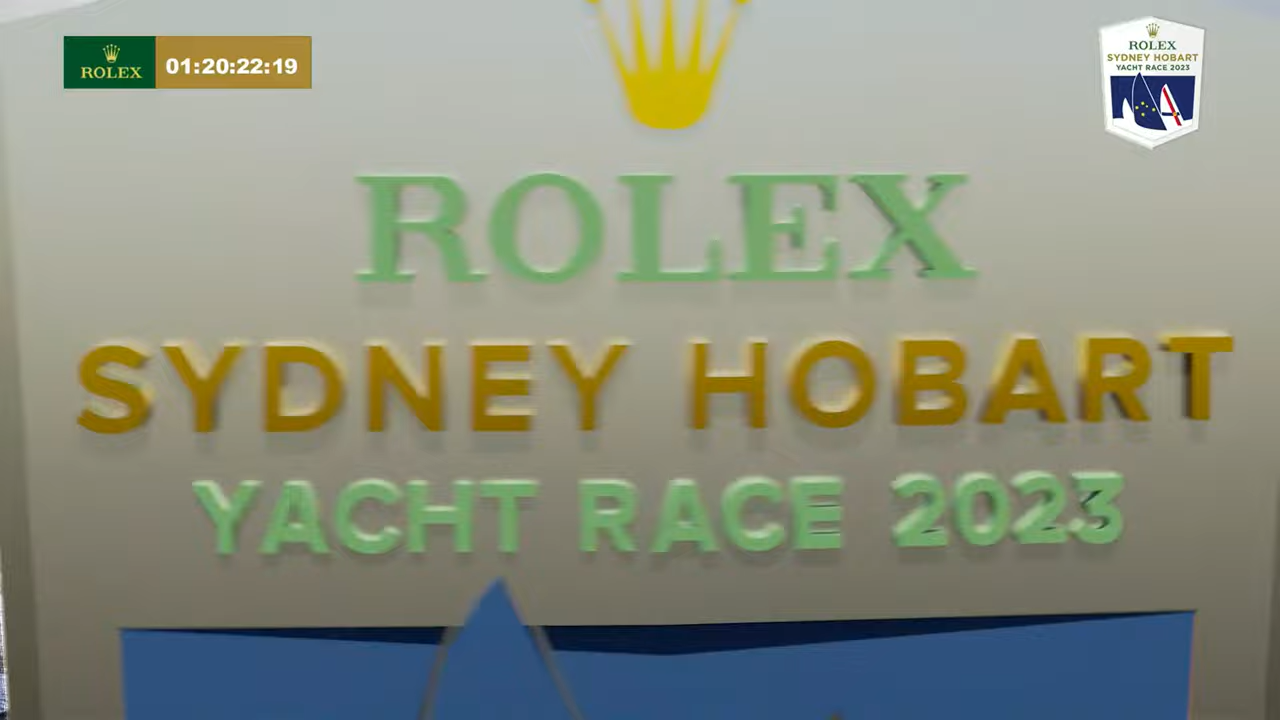 ROLEX 01:20:22:19
ROLEX
SYDNEY HOBART
YACHT RACE 2023
ROLEX
SYDNEY HOBART
YACHT RACE 2023